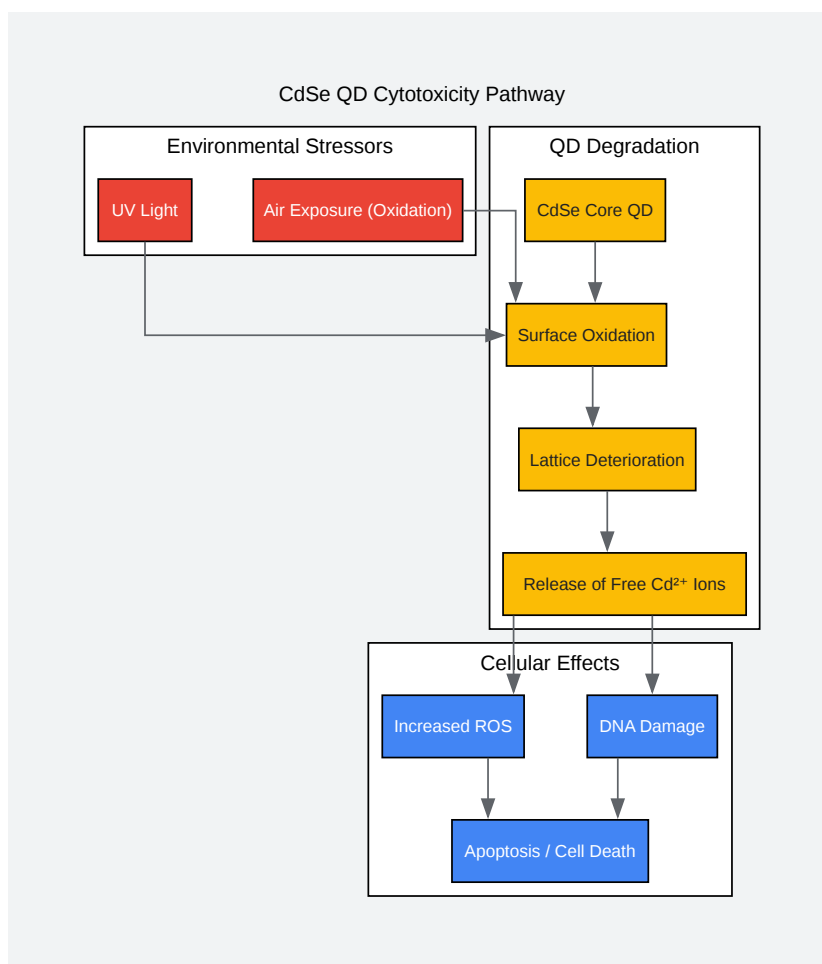 CdSe QD Cytotoxicity Pathway
Environmental Stressors
QD Degradation
UV Light
Air Exposure (Oxidation)
CdSe Core QD
Surface Oxidation
Lattice Deterioration
Release of Free Cd²⁺ Ions
Cellular Effects
Increased ROS
DNA Damage
Apoptosis / Cell Death